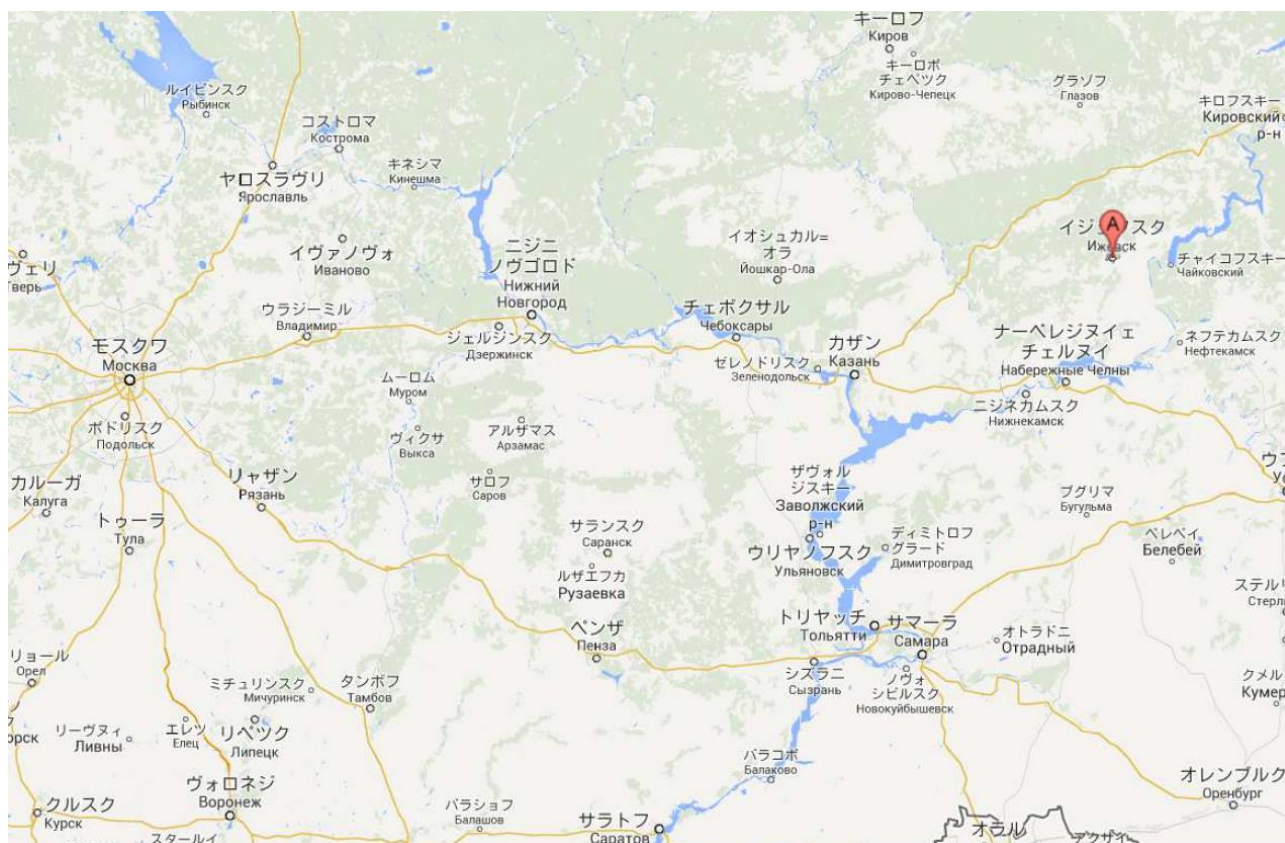 キーロフ
Киров
キーロボ
チェペツク
Кирово-Чепецк
グラゾフ
Глазов
キロフスキー
Кировский
р-н
ルイビンスク
Рыбинск
コストロマ
Кострома
キネシマ
Кинешма
ヤロスラヴリ
Ярославль
イヴァノヴォ
Иваново
ニジニ
ノヴゴロド
Нижний
Новгород
イオシュカル=
オラ
Йошкар-Ола
A
チャイコフスキー
Чайковский
ヴェリ
Тверь
ウラジーミル
Владимир
ジェルジンスク
Дзержинск
チェボクサル
Чебоксары
カザン
Казань
ゼレノドリスク
Зеленодольск
ナーベレジヌイェ
チェルヌイ
Набережные Челны
ネフテカムスク
Нефтекамск
ニジネカムスク
Нижнекамск
モスクワ
Москва
ポドリスク
Подольск
ムーロム
Муром
ヴィクサ
Выкса
アルザマス
Арзамас
サロフ
Саров
カルーガ
Калуга
リャザン
Рязань
トゥーラ
Тула
サランスク
Саранск
ルザエフカ
Рузаевка
ザヴォル
ジスキー
Заволжский
р-н
ウリヤノフスク
Ульяновск
ディミトロフ
グラード
Димитровград
ブグリマ
Бугульма
ベレベイ
Белебей
ステルリ
Стерл
トリヤッチ
Тольятти
サマーラ
Самара
オトラドニ
Отрадный
ペンザ
Пенза
シズラニ
Сызрань
ノヴォ
シビルスク
Новокуйбышевск
クメル
Кумер
リョール
Орел
ミチュリンスク
Мичуринск
タンボフ
Тамбов
リーヴヌィ
Ливны
エレツ
Елец
リペツク
Липецк
орск
ヴォロネジ
Воронеж
クルスク
Курск
バラショフ
Балашов
サラトフ
Саратов
バラコボ
Балаково
オレンブルク
Оренбург
オラル
アクサイ
スタールイ